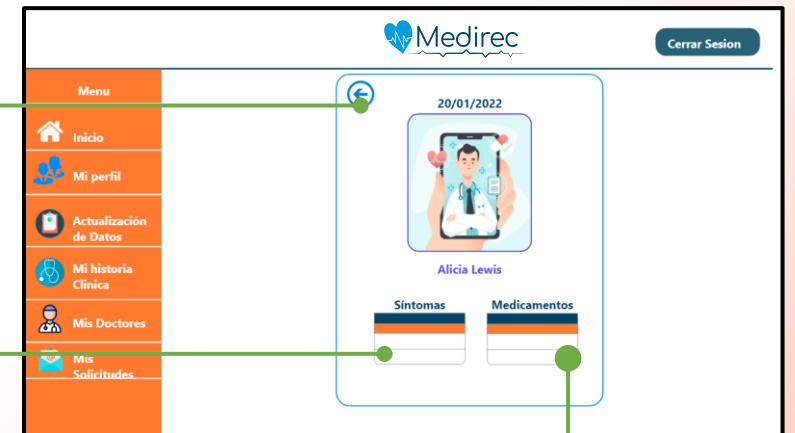 Medirec
Cerrar Sesion
Menu
Inicio
Mi perfil
Actualización
de Datos
Mi historia
Clinica
Mis Doctores
Mis
Solicitudes
20/01/2022
Alicia Lewis
Síntomas
Medicamentos